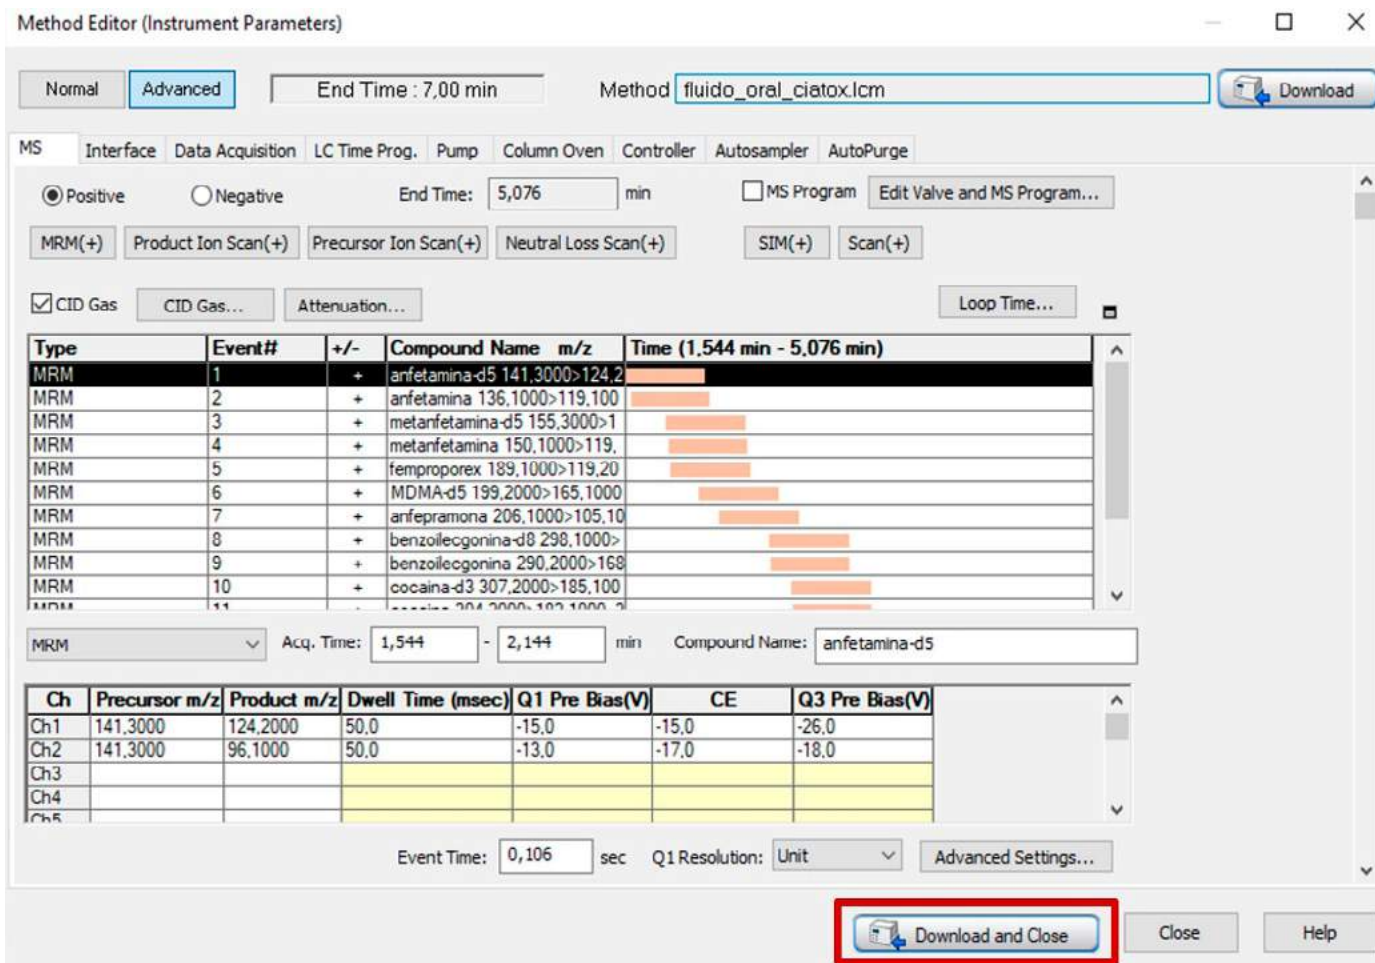 Method Editor (Instrument Parameters)
Normal Advanced End Time : 7,00 min Method fluido_oral_ciatox.lcm Download
MS Interface Data Acquisition LC Time Prog. Pump Column Oven Controller Autosampler AutoPurge
Positive Negative End Time: 5,076 min MS Program Edit Valve and MS Program...
MRM(+) Product Ion Scan(+) Precursor Ion Scan(+) Neutral Loss Scan(+) SIM(+) Scan(+)
CID Gas CID Gas... Attenuation... Loop Time...
Type Event# +/- Compound Name m/z Time (1,544 min - 5,076 min)
MRM 1 + anfetamina-d5 141,3000>124,2
MRM 2 + anfetamina 136,1000>119,100
MRM 3 + metanfetamina-d5 155,3000>1
MRM 4 + metanfetamina 150,1000>119,
MRM 5 + femproporex 189,1000>119,20
MRM 6 + MDMA-d5 199,2000>165,1000
MRM 7 + anfepramona 206,1000>105,10
MRM 8 + benzoilecgonina-d8 298,1000>
MRM 9 + benzoilecgonina 290,2000>168
MRM 10 + cocaina-d3 307,2000>185,100
MRM 11
MRM Acq. Time: 1,544 - 2,144 min Compound Name: anfetamina-d5
Ch Precursor m/z Product m/z Dwell Time (msec) Q1 Pre Bias(V) CE Q3 Pre Bias(V)
Ch1 141,3000 124,2000 50,0 -15,0 -15,0 -26,0
Ch2 141,3000 96,1000 50,0 -13,0 -17,0 -18,0
Ch3
Ch4
Ch5
Event Time: 0,106 sec Q1 Resolution: Unit Advanced Settings...
Download and Close Close Help